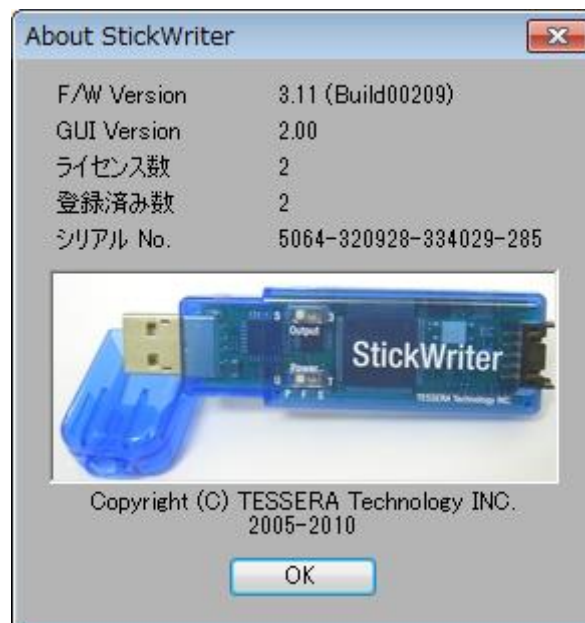 About StickWriter
F/W Version 3.11 (Build00209)
GUI Version 2.00
ライセンス数 2
登録済み数 2
シリアル No. 5064-320928-334029-285
Output
Power
StickWriter
TESSERA Technology INC.
Copyright (C) TESSERA Technology INC.
2005-2010
OK